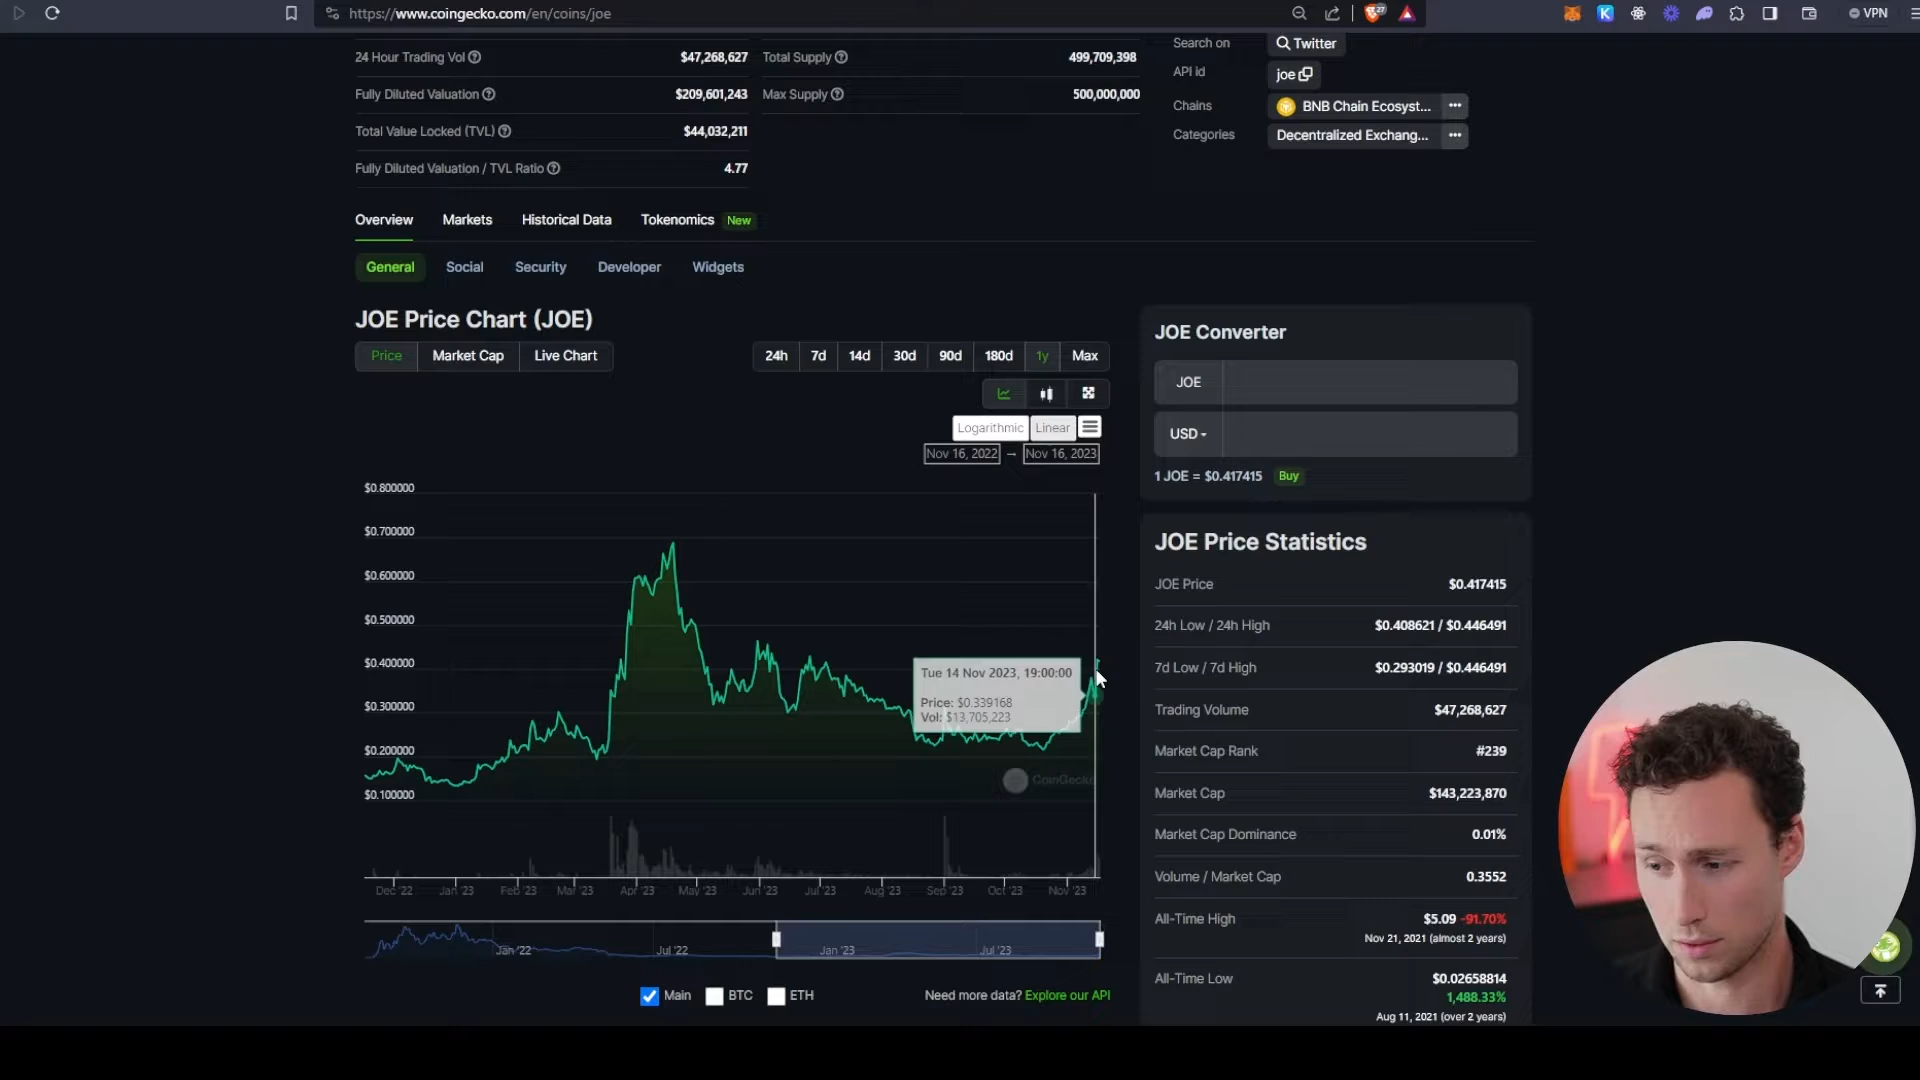 https://www.coingecko.com/en/coins/joe
27
VPN
24 Hour Trading Vol $47,268,627
Total Supply 499,709,398
Search on Twitter
Fully Diluted Valuation $209,601,243
Max Supply 500,000,000
API id joe
Total Value Locked (TVL) $44,032,211
Chains BNB Chain Ecosyst... •••
Fully Diluted Valuation / TVL Ratio 4.77
Categories Decentralized Exchang... •••
Overview Markets Historical Data Tokenomics New
General Social Security Developer Widgets
JOE Price Chart (JOE)
Price Market Cap Live Chart
24h 7d 14d 30d 90d 180d 1y Max
Logarithmic Linear
Nov 16, 2022 → Nov 16, 2023
$0.800000
$0.700000
$0.600000
$0.500000
$0.400000
$0.300000
$0.200000
$0.100000
Tue 14 Nov 2023, 19:00:00
Price: $0.339168
Vol: $13,705,223
CoinGecko
Dec '22 Jan '23 Feb '23 Mar '23 Apr '23 May '23 Jun '23 Jul '23 Aug '23 Sep '23 Oct '23 Nov '23
Jan '22 Jul '22 Jan '23 Jul '23
Main BTC ETH
Need more data? Explore our API
JOE Converter
JOE
USD
1 JOE = $0.417415 Buy
JOE Price Statistics
JOE Price $0.417415
24h Low / 24h High $0.408621 / $0.446491
7d Low / 7d High $0.293019 / $0.446491
Trading Volume $47,268,627
Market Cap Rank #239
Market Cap $143,223,870
Market Cap Dominance 0.01%
Volume / Market Cap 0.3552
All-Time High $5.09 -91.70%
Nov 21, 2021 (almost 2 years)
All-Time Low $0.02658814
1,488.33%
Aug 11, 2021 (over 2 years)